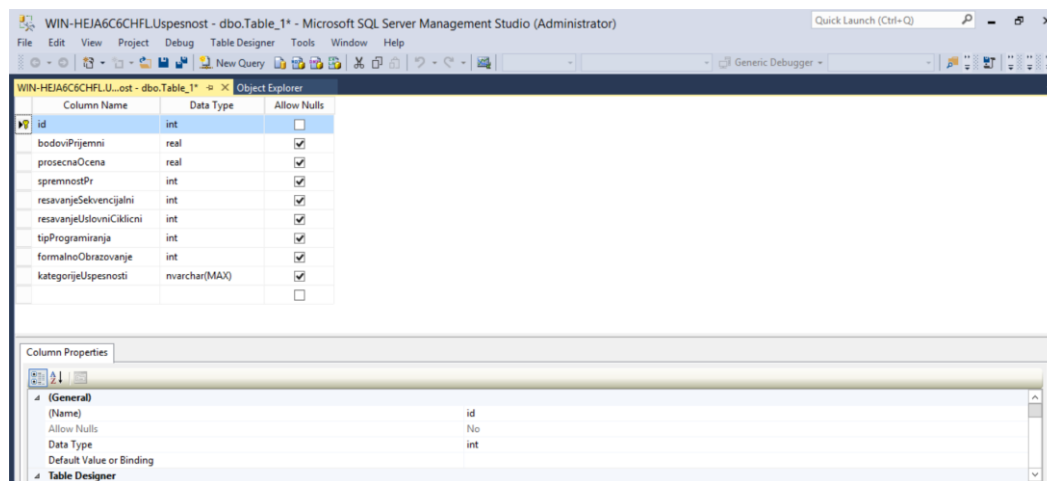 WIN-HEJA6C6CHFL.Uspesnost - dbo.Table_1* - Microsoft SQL Server Management Studio (Administrator)
Quick Launch (Ctrl+Q)
File Edit View Project Debug Table Designer Tools Window Help
New Query
Generic Debugger
WIN-HEJA6C6CHFL.U...ost - dbo.Table_1* Object Explorer
Column Name Data Type Allow Nulls
id int
bodoviPrijemni real
prosecnaOcena real
spremnostPr int
resavanjeSekvencijalni int
resavanjeUslovniCiklicni int
tipProgramiranja int
formalnoObrazovanje int
kategorijeUspesnosti nvarchar(MAX)
Column Properties
(General)
(Name) id
Allow Nulls No
Data Type int
Default Value or Binding
Table Designer